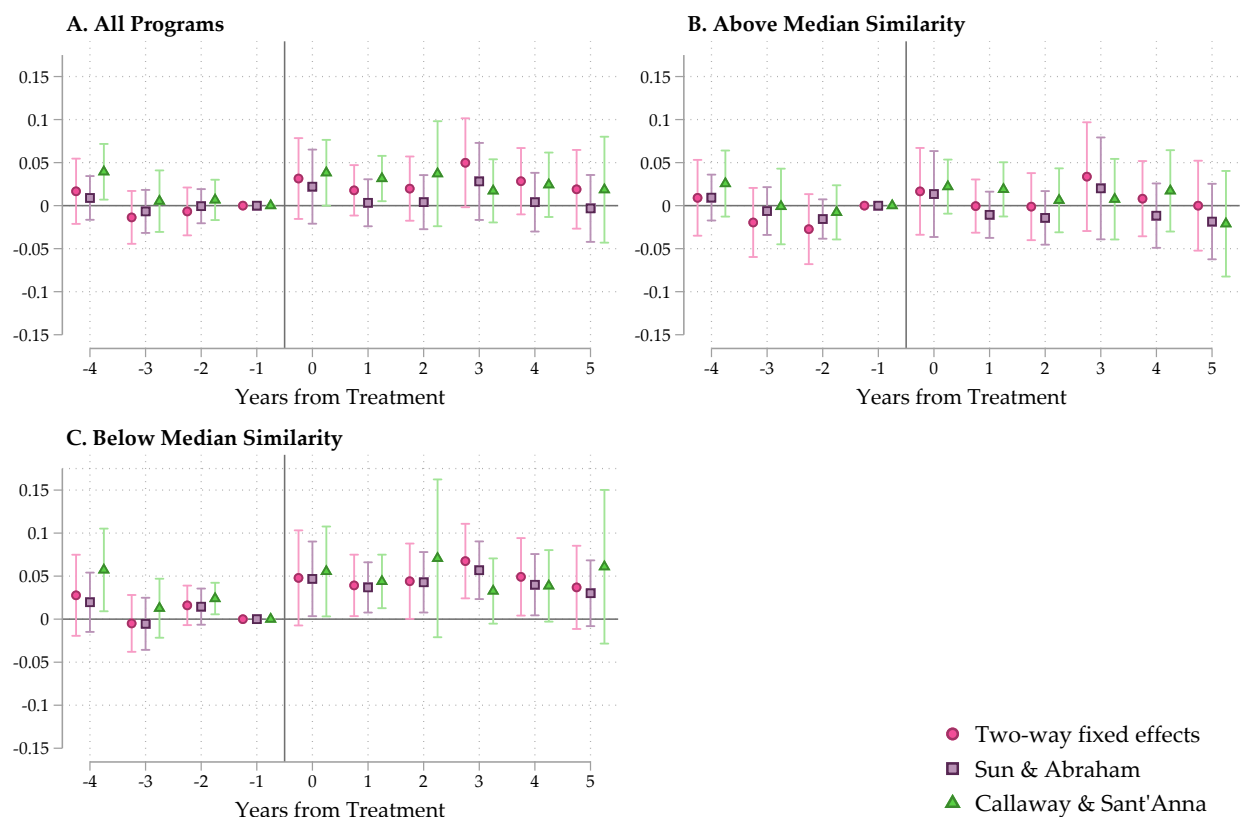 A. All Programs
0.15
0.1
0.05
0
-0.05
-0.1
-0.15
-4 -3 -2 -1 0 1 2 3 4 5
Years from Treatment
B. Above Median Similarity
0.15
0.1
0.05
0
-0.05
-0.1
-0.15
-4 -3 -2 -1 0 1 2 3 4 5
Years from Treatment
C. Below Median Similarity
0.15
0.1
0.05
0
-0.05
-0.1
-0.15
-4 -3 -2 -1 0 1 2 3 4 5
Years from Treatment
Two-way fixed effects
Sun & Abraham
Callaway & Sant'Anna